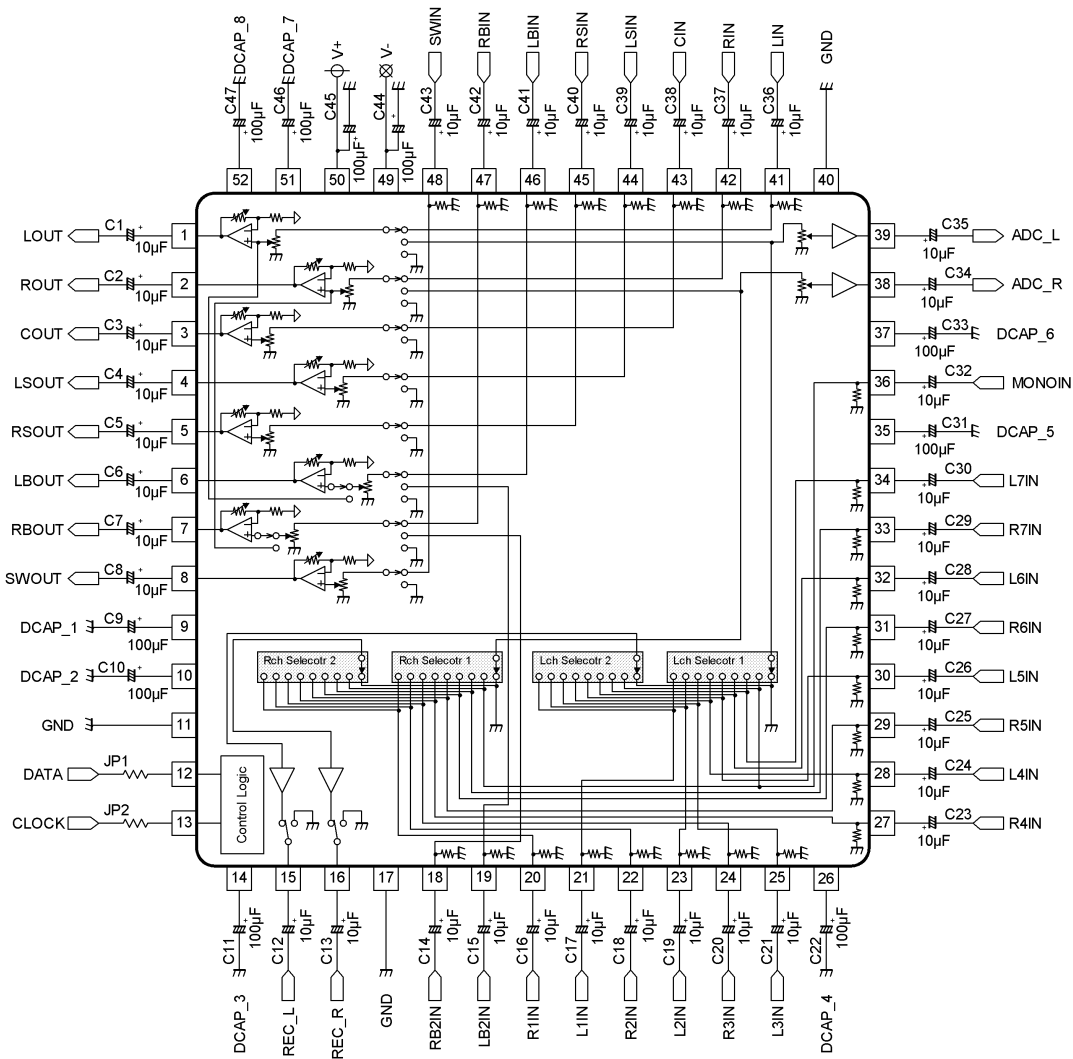 DCAP_8
DCAP_7
V+
V-
SWIN
RBIN
LBIN
RSIN
LSIN
CIN
RIN
LIN
GND
C47
100µF
C46
100µF
C45
100µF
C44
100µF
C43
10µF
C42
10µF
C41
10µF
C40
10µF
C39
10µF
C38
10µF
C37
10µF
C36
10µF
52 51 50 49 48 47 46 45 44 43 42 41 40
LOUT C1 10µF 1
ROUT C2 10µF 2
COUT C3 10µF 3
LSOUT C4 10µF 4
RSOUT C5 10µF 5
LBOUT C6 10µF 6
RBOUT C7 10µF 7
SWOUT C8 10µF 8
DCAP_1 C9 100µF 9
DCAP_2 C10 100µF 10
GND 11
DATA JP1 12
CLOCK JP2 13
39 C35 10µF ADC_L
38 C34 10µF ADC_R
37 C33 100µF DCAP_6
36 C32 10µF MONOIN
35 C31 100µF DCAP_5
34 C30 10µF L7IN
33 C29 10µF R7IN
32 C28 10µF L6IN
31 C27 10µF R6IN
30 C26 10µF L5IN
29 C25 10µF R5IN
28 C24 10µF L4IN
27 C23 10µF R4IN
Rch Selecotr 2
Rch Selecotr 1
Lch Selecotr 2
Lch Selecotr 1
Control Logic
14 15 16 17 18 19 20 21 22 23 24 25 26
C11
100µF
C12
10µF
C13
10µF
C14
10µF
C15
10µF
C16
10µF
C17
10µF
C18
10µF
C19
10µF
C20
10µF
C21
10µF
C22
100µF
DCAP_3
REC_L
REC_R
GND
RB2IN
LB2IN
R1IN
L1IN
R2IN
L2IN
R3IN
L3IN
DCAP_4